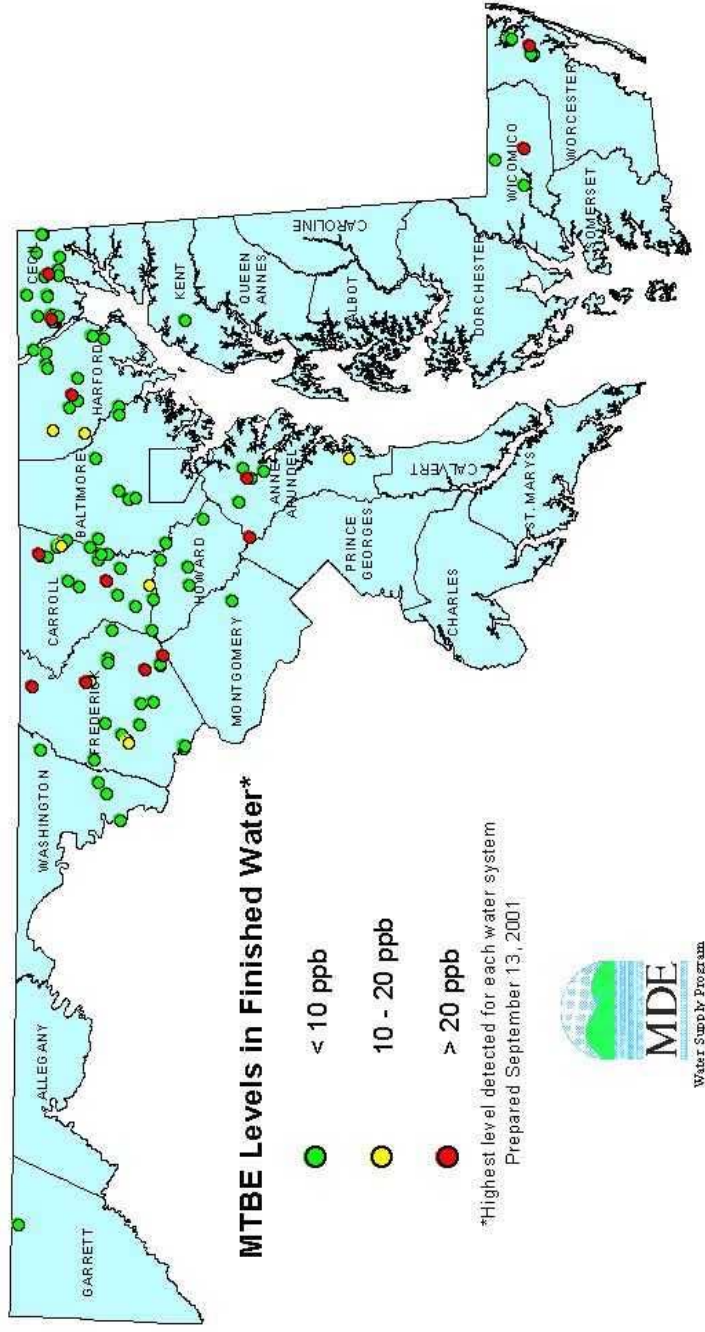 MTBE Levels in Finished Water*
< 10 ppb
10 - 20 ppb
> 20 ppb
*Highest level detected for each water system
Prepared September 13, 2001
MDE
Water Supply Program
GARRETT
ALLEGANY
WASHINGTON
FREDERICK
CARROLL
BALTIMORE
HARFORD
CECIL
MONTGOMERY
HOWARD
ANNE
ARUNDEL
PRINCE
GEORGES
CHARLES
CALVERT
ST.MARYS
KENT
QUEEN
ANNES
CAROLINE
TALBOT
DORCHESTER
WICOMICO
WORCESTER
SOMERSET